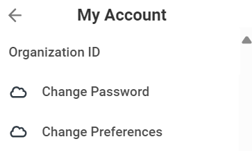 My Account
Organization ID
Change Password
Change Preferences